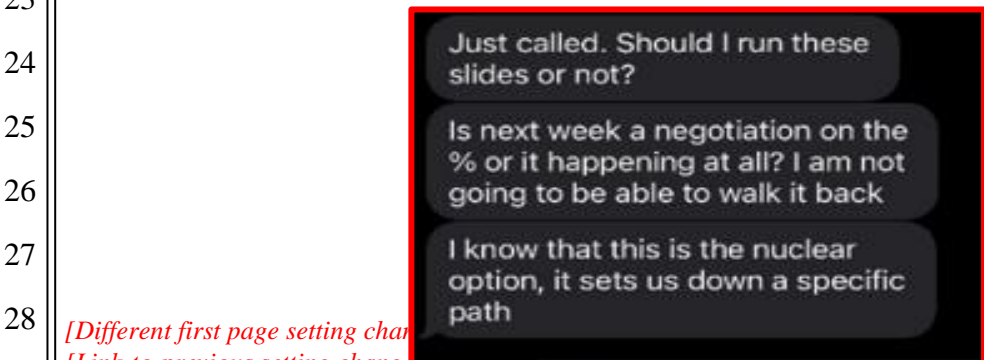 24
Just called. Should I run these
slides or not?
25
Is next week a negotiation on the
% or it happening at all? I am not
26
going to be able to walk it back
27
I know that this is the nuclear
option, it sets us down a specific
28
path
[Different first page setting chan